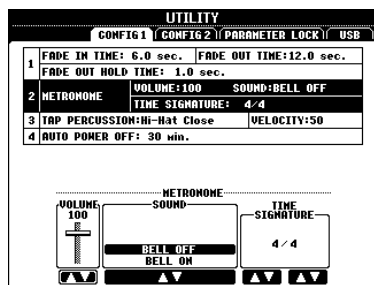 UTILITY
CONFIG 1 CONFIG 2 PARAMETER LOCK USB
1 FADE IN TIME: 6.0 sec. FADE OUT TIME:12.0 sec.
FADE OUT HOLD TIME: 1.0 sec.
2 METRONOME VOLUME:100 SOUND:BELL OFF
TIME SIGNATURE: 4/4
3 TAP PERCUSSION:Hi-Hat Close VELOCITY:50
4 AUTO POWER OFF: 30 min.
METRONOME
VOLUME SOUND TIME SIGNATURE
100
4/4
BELL OFF
BELL ON